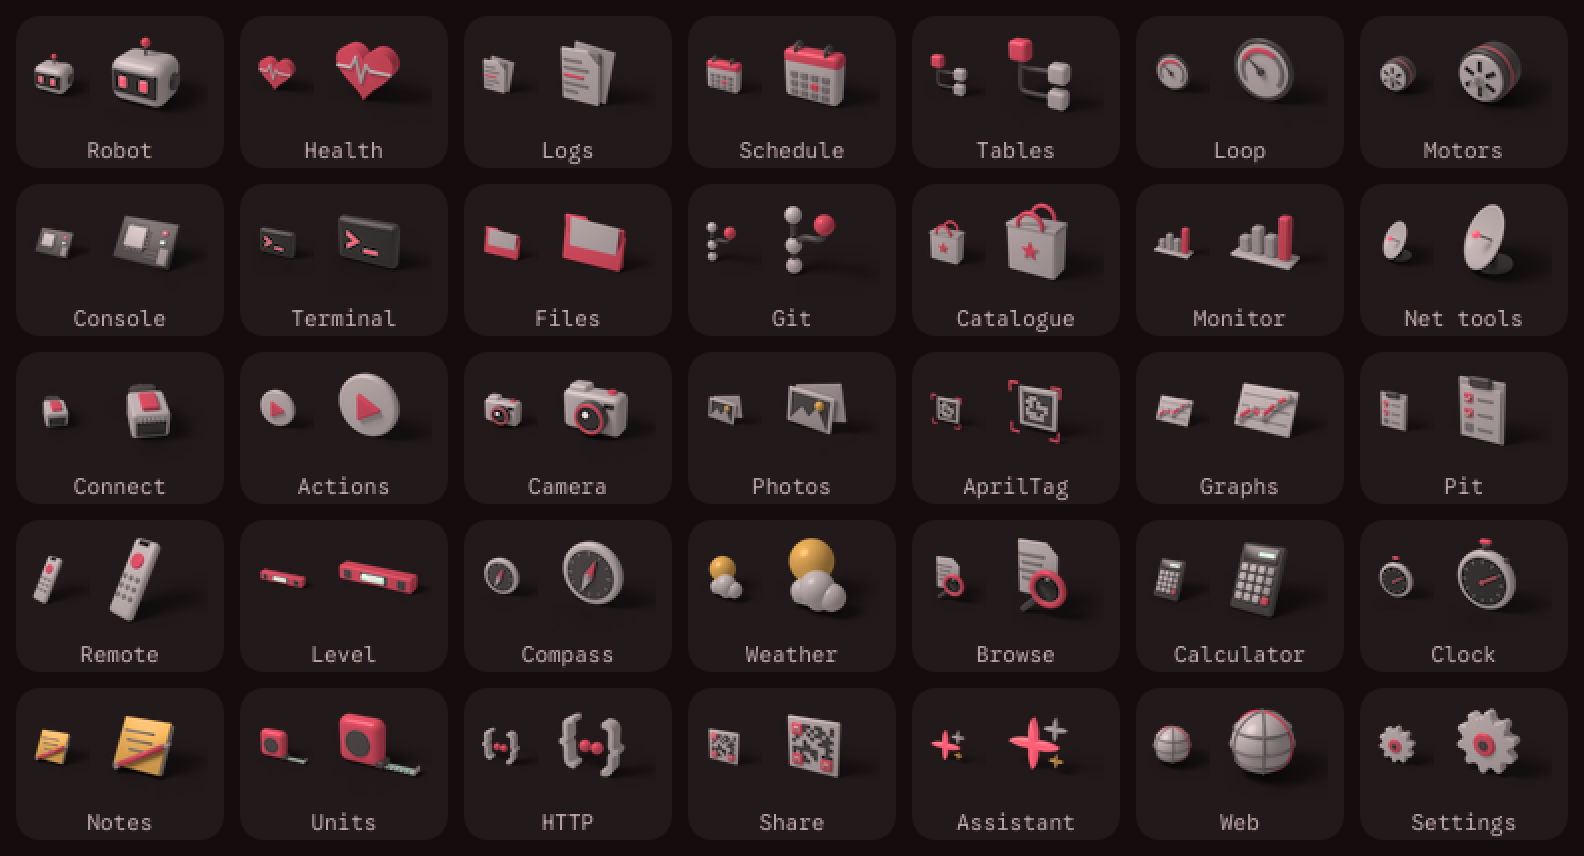 Robot
Health
Logs
Schedule
Tables
Loop
Motors
Console
Terminal
Files
Git
Catalogue
Monitor
Net tools
Connect
Actions
Camera
Photos
AprilTag
Graphs
Pit
Remote
Level
Compass
Weather
Browse
Calculator
Clock
Notes
Units
HTTP
Share
Assistant
Web
Settings